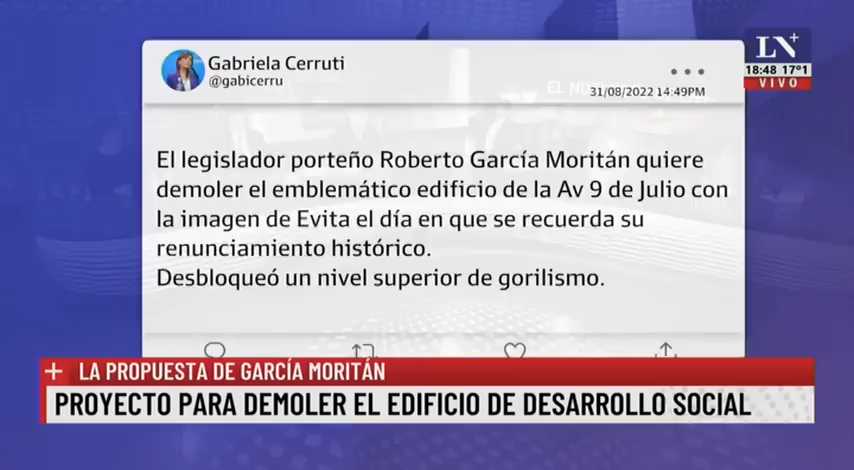 LN+
18:48 17°1
VIVO
Gabriela Cerruti
@gabicerru
31/08/2022 14:49PM
El legislador porteño Roberto García Moritán quiere
demoler el emblemático edificio de la Av 9 de Julio con
la imagen de Evita el día en que se recuerda su
renunciamiento histórico.
Desbloqueó un nivel superior de gorilismo.
+ LA PROPUESTA DE GARCÍA MORITÁN
PROYECTO PARA DEMOLER EL EDIFICIO DE DESARROLLO SOCIAL